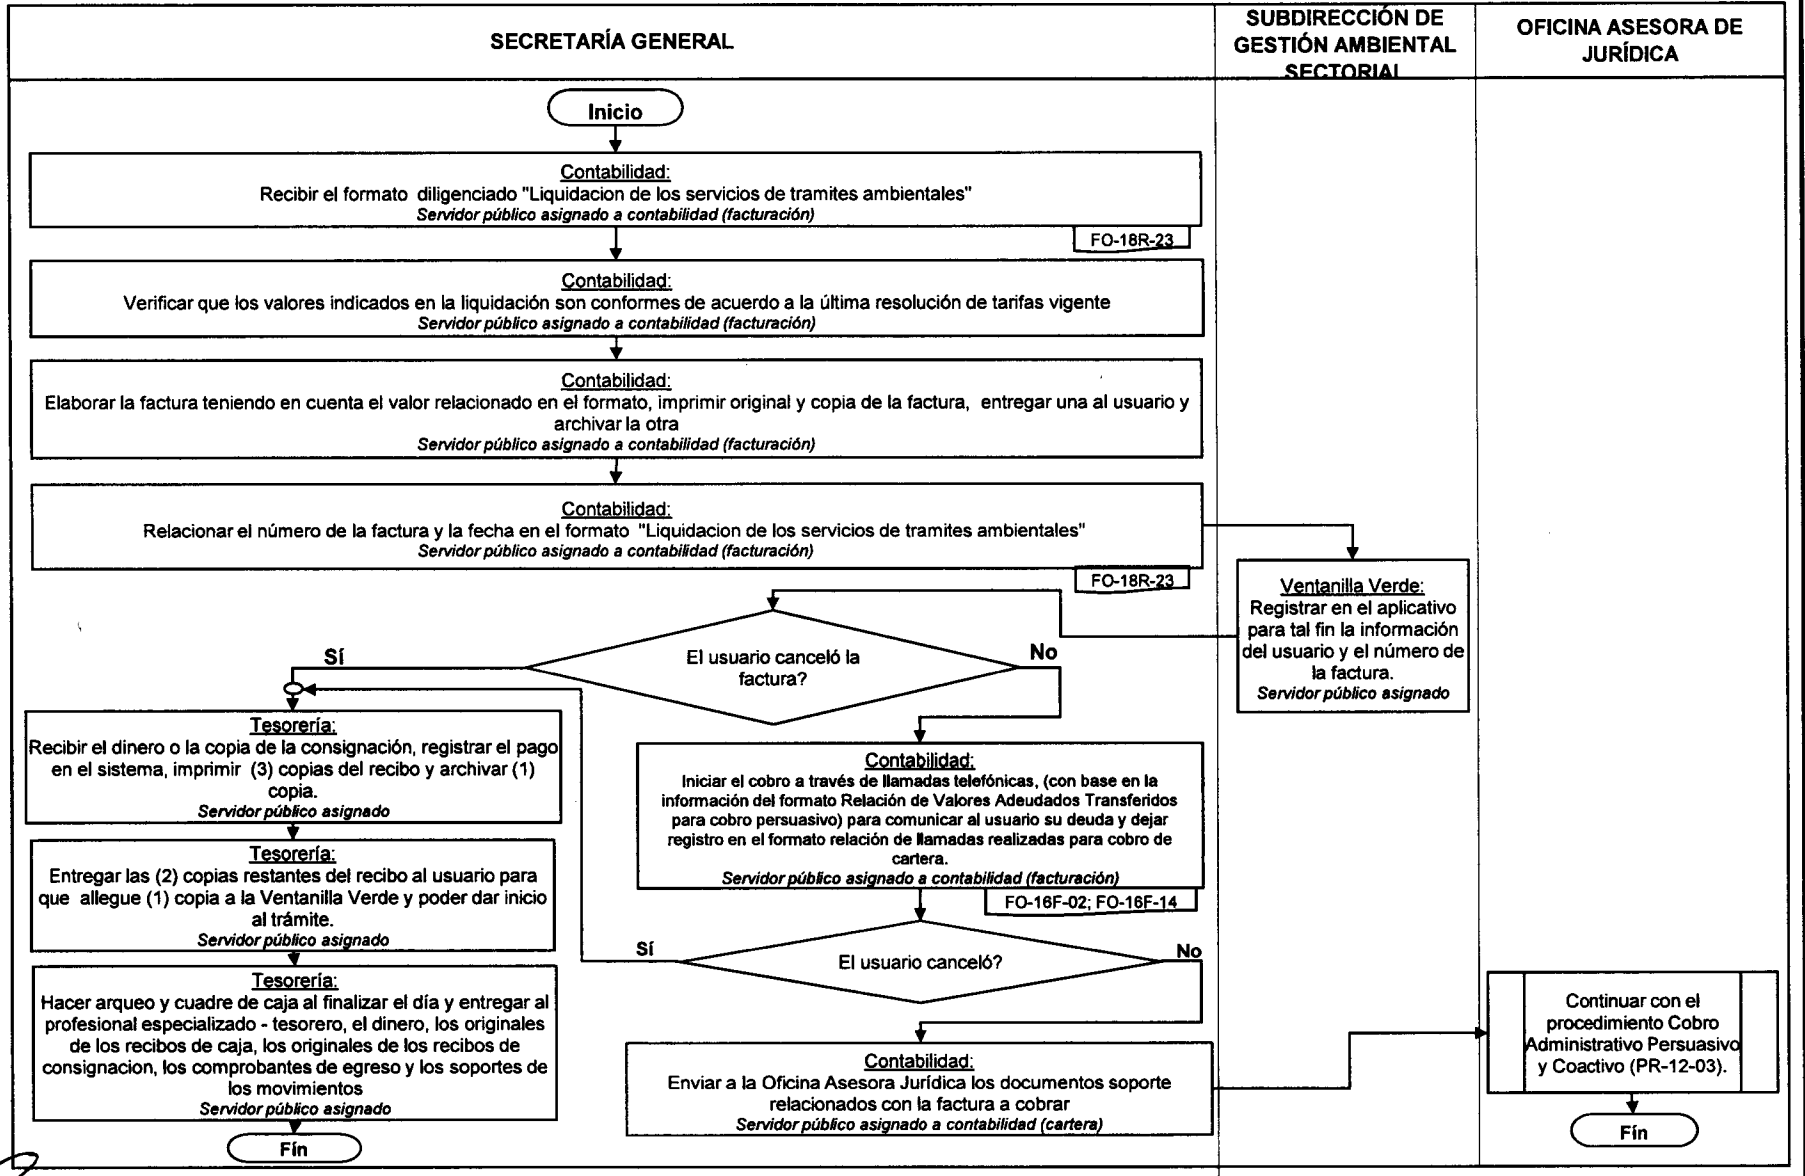 SECRETARÍA GENERAL
SUBDIRECCIÓN DE
GESTIÓN AMBIENTAL
SECTORIAL
OFICINA ASESORA DE
JURÍDICA
Inicio
Contabilidad:
Recibir el formato diligenciado "Liquidacion de los servicios de tramites ambientales"
Servidor público asignado a contabilidad (facturación)
FO-18R-23
Contabilidad:
Verificar que los valores indicados en la liquidación son conformes de acuerdo a la última resolución de tarifas vigente
Servidor público asignado a contabilidad (facturación)
Contabilidad:
Elaborar la factura teniendo en cuenta el valor relacionado en el formato, imprimir original y copia de la factura, entregar una al usuario y
archivar la otra
Servidor público asignado a contabilidad (facturación)
Contabilidad:
Relacionar el número de la factura y la fecha en el formato "Liquidacion de los servicios de tramites ambientales"
Servidor público asignado a contabilidad (facturación)
FO-18R-23
Ventanilla Verde:
Registrar en el aplicativo
para tal fin la información
del usuario y el número de
la factura.
Servidor público asignado
El usuario canceló la
factura?
Sí
No
Tesorería:
Recibir el dinero o la copia de la consignación, registrar el pago
en el sistema, imprimir (3) copias del recibo y archivar (1)
copia.
Servidor público asignado
Tesorería:
Entregar las (2) copias restantes del recibo al usuario para
que allegue (1) copia a la Ventanilla Verde y poder dar inicio
al trámite.
Servidor público asignado
Tesorería:
Hacer arqueo y cuadre de caja al finalizar el día y entregar al
profesional especializado - tesorero, el dinero, los originales
de los recibos de caja, los originales de los recibos de
consignacion, los comprobantes de egreso y los soportes de
los movimientos
Servidor público asignado
Fín
Contabilidad:
Iniciar el cobro a través de llamadas telefónicas, (con base en la
información del formato Relación de Valores Adeudados Transferidos
para cobro persuasivo) para comunicar al usuario su deuda y dejar
registro en el formato relación de llamadas realizadas para cobro de
cartera.
Servidor público asignado a contabilidad (facturación)
FO-16F-02; FO-16F-14
El usuario canceló?
Sí
No
Contabilidad:
Enviar a la Oficina Asesora Jurídica los documentos soporte
relacionados con la factura a cobrar
Servidor público asignado a contabilidad (cartera)
Continuar con el
procedimiento Cobro
Administrativo Persuasivo
y Coactivo (PR-12-03).
Fín